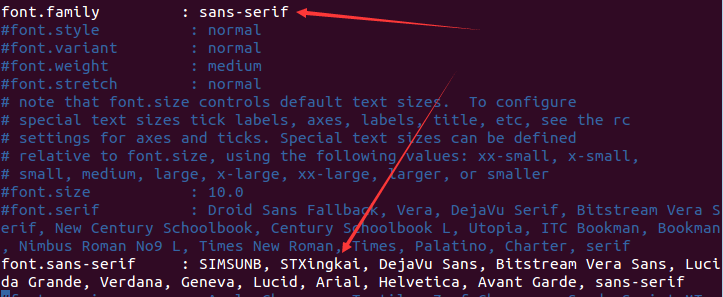 font.family         : sans-serif
#font.style          : normal
#font.variant        : normal
#font.weight         : medium
#font.stretch        : normal
# note that font.size controls default text sizes.  To configure
# special text sizes tick labels, axes, labels, title, etc, see the rc
# settings for axes and ticks. Special text sizes can be defined
# relative to font.size, using the following values: xx-small, x-small,
# small, medium, large, x-large, xx-large, larger, or smaller
#font.size           : 10.0
#font.serif          : Droid Sans Fallback, Vera, DejaVu Serif, Bitstream Vera S
erif, New Century Schoolbook, Century Schoolbook L, Utopia, ITC Bookman, Bookman
, Nimbus Roman No9 L, Times New Roman, Times, Palatino, Charter, serif
font.sans-serif     : SIMSUNB, STXingkai, DejaVu Sans, Bitstream Vera Sans, Luci
da Grande, Verdana, Geneva, Lucid, Arial, Helvetica, Avant Garde, sans-serif